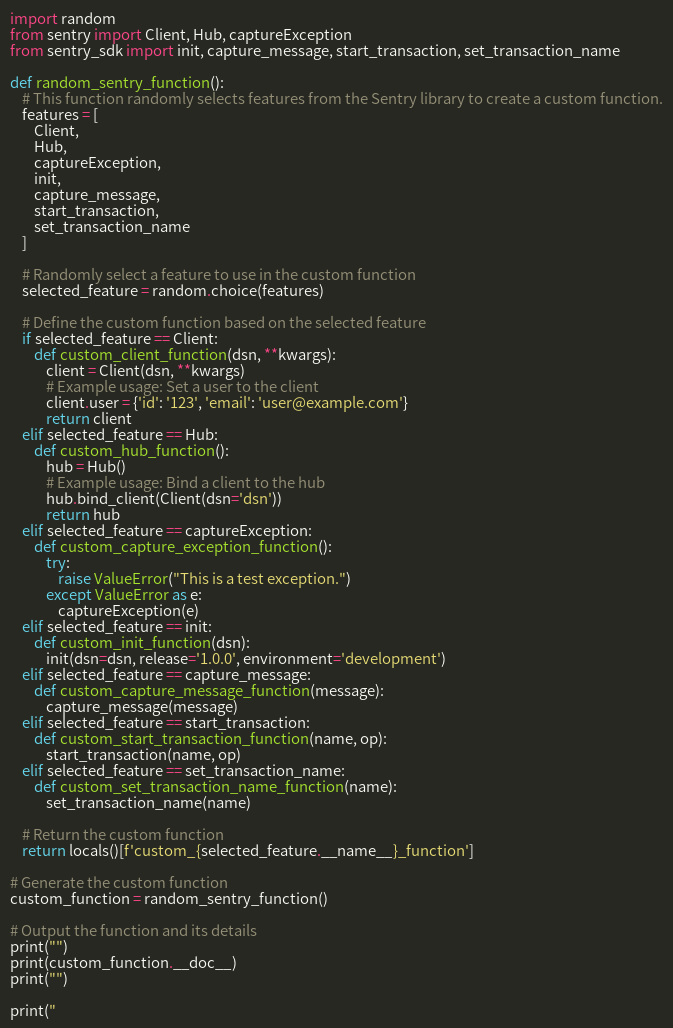 import random
from sentry import Client, Hub, captureException
from sentry_sdk import init, capture_message, start_transaction, set_transaction_name

def random_sentry_function():
    # This function randomly selects features from the Sentry library to create a custom function.
    features = [
        Client,
        Hub,
        captureException,
        init,
        capture_message,
        start_transaction,
        set_transaction_name
    ]

    # Randomly select a feature to use in the custom function
    selected_feature = random.choice(features)

    # Define the custom function based on the selected feature
    if selected_feature == Client:
        def custom_client_function(dsn, **kwargs):
            client = Client(dsn, **kwargs)
            # Example usage: Set a user to the client
            client.user = {'id': '123', 'email': 'user@example.com'}
            return client
    elif selected_feature == Hub:
        def custom_hub_function():
            hub = Hub()
            # Example usage: Bind a client to the hub
            hub.bind_client(Client(dsn='dsn'))
            return hub
    elif selected_feature == captureException:
        def custom_capture_exception_function():
            try:
                raise ValueError("This is a test exception.")
            except ValueError as e:
                captureException(e)
    elif selected_feature == init:
        def custom_init_function(dsn):
            init(dsn=dsn, release='1.0.0', environment='development')
    elif selected_feature == capture_message:
        def custom_capture_message_function(message):
            capture_message(message)
    elif selected_feature == start_transaction:
        def custom_start_transaction_function(name, op):
            start_transaction(name, op)
    elif selected_feature == set_transaction_name:
        def custom_set_transaction_name_function(name):
            set_transaction_name(name)

    # Return the custom function
    return locals()[f'custom_{selected_feature.__name__}_function']

# Generate the custom function
custom_function = random_sentry_function()

# Output the function and its details
print("")
print(custom_function.__doc__)
print("")

print("